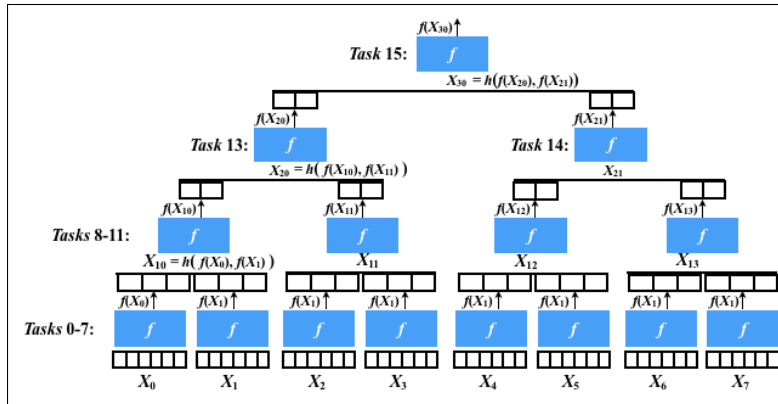 f(X30)
Task 15: f
X30 = h(f(X20), f(X21))
f(X20) f(X21)
Task 13: f Task 14: f
X20 = h( f(X10), f(X11) ) X21
f(X10) f(X11) f(X12) f(X13)
Tasks 8-11: f f f f
X10 = h( f(X0), f(X1) ) X11 X12 X13
f(X0) f(X1) f(X1) f(X1) f(X1) f(X1) f(X1) f(X1)
Tasks 0-7: f f f f f f f f
X0 X1 X2 X3 X4 X5 X6 X7